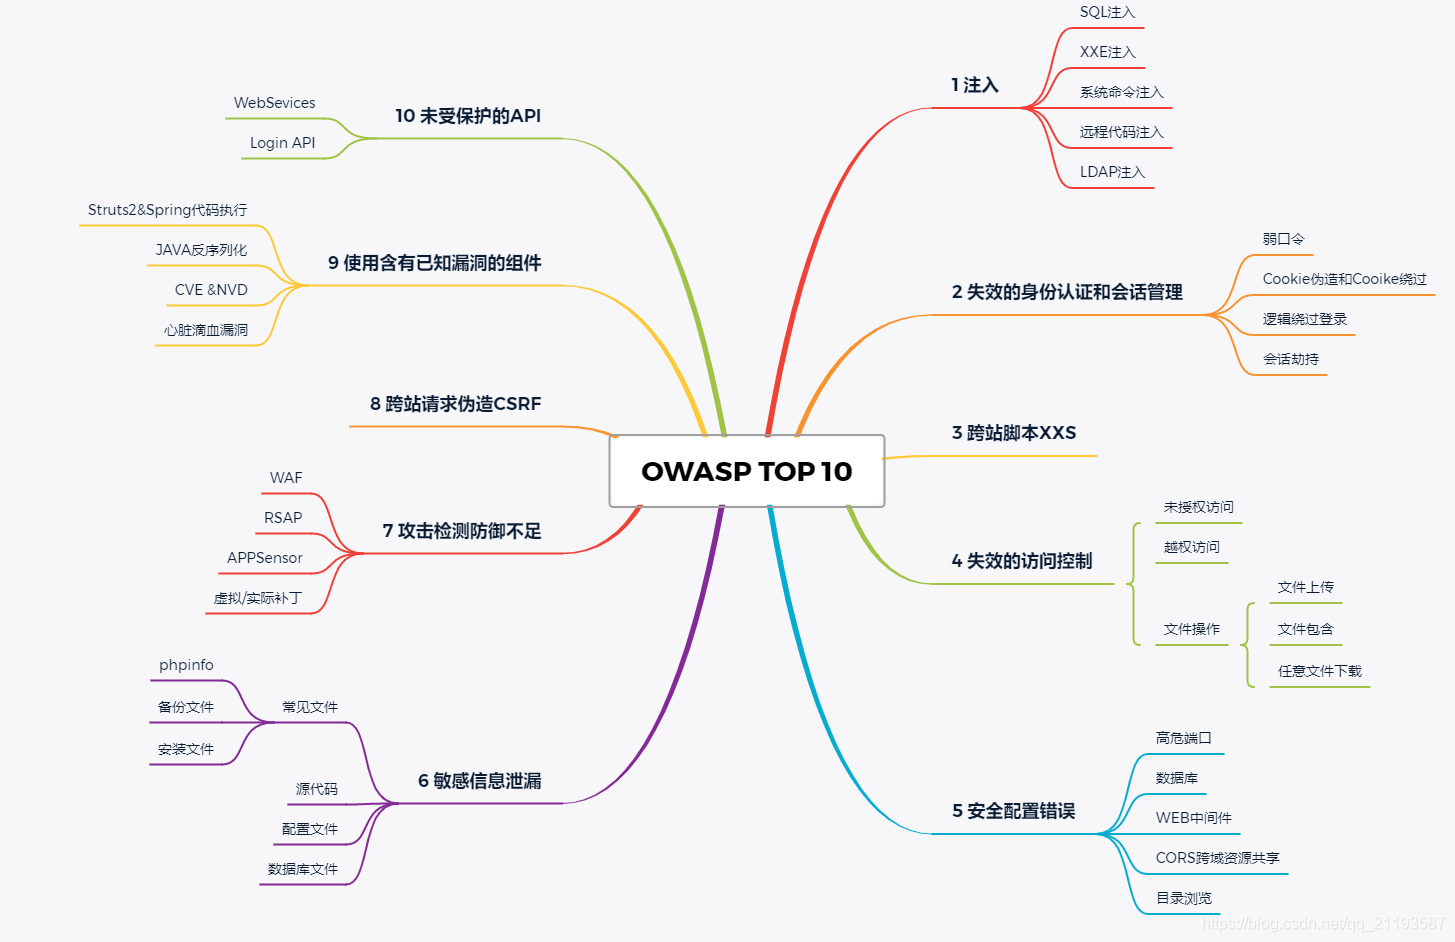 OWASP TOP 10
1 注入
SQL注入
XXE注入
系统命令注入
远程代码注入
LDAP注入
2 失效的身份认证和会话管理
弱口令
Cookie伪造和Cooike绕过
逻辑绕过登录
会话劫持
3 跨站脚本XXS
4 失效的访问控制
未授权访问
越权访问
文件操作
文件上传
文件包含
任意文件下载
5 安全配置错误
高危端口
数据库
WEB中间件
CORS跨域资源共享
目录浏览
6 敏感信息泄漏
常见文件
phpinfo
备份文件
安装文件
源代码
配置文件
数据库文件
7 攻击检测防御不足
WAF
RSAP
APPSensor
虚拟/实际补丁
8 跨站请求伪造CSRF
9 使用含有已知漏洞的组件
Struts2&Spring代码执行
JAVA反序列化
CVE &NVD
心脏滴血漏洞
10 未受保护的API
WebSevices
Login API
https://blog.csdn.net/qq_21193587